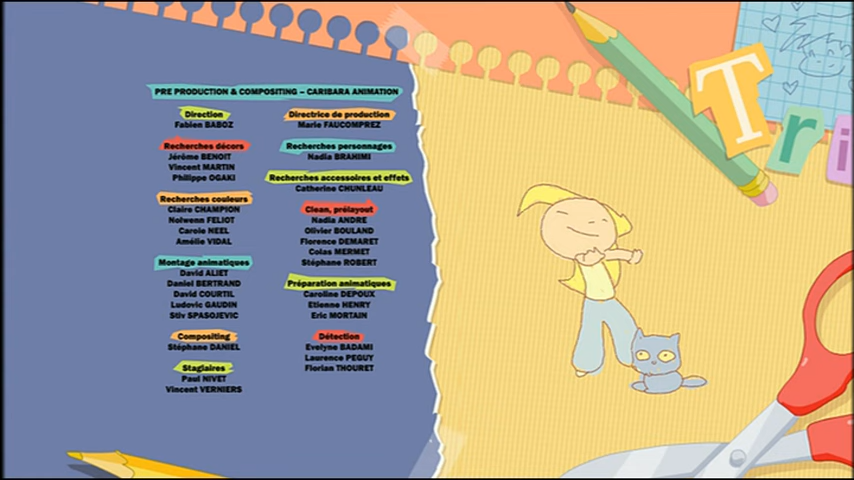 PRE PRODUCTION & COMPOSITING – CARIBARA ANIMATION
Direction
Fabien BABOZ
Recherches décors
Jérôme BENOIT
Vincent MARTIN
Philippe OGAKI
Recherches couleurs
Claire CHAMPION
Nolwenn FELIOT
Carole NEEL
Amélie VIDAL
Montage animatiques
David ALIET
Daniel BERTRAND
David COURTIL
Ludovic GAUDIN
Stiv SPASOJEVIC
Compositing
Stéphane DANIEL
Stagiaires
Paul NIVET
Vincent VERNIERS
Directrice de production
Marie FAUCOMPREZ
Recherches personnages
Nadia BRAHIMI
Recherches accessoires et effets
Catherine CHUNLEAU
Clean, prélayout
Nadia ANDRE
Olivier BOULAND
Florence DEMARET
Colas MERMET
Stéphane ROBERT
Préparation animatiques
Caroline DEPOUX
Etienne HENRY
Eric MORTAIN
Détection
Evelyne BADAMI
Laurence PEGUY
Florian THOURET
Tri